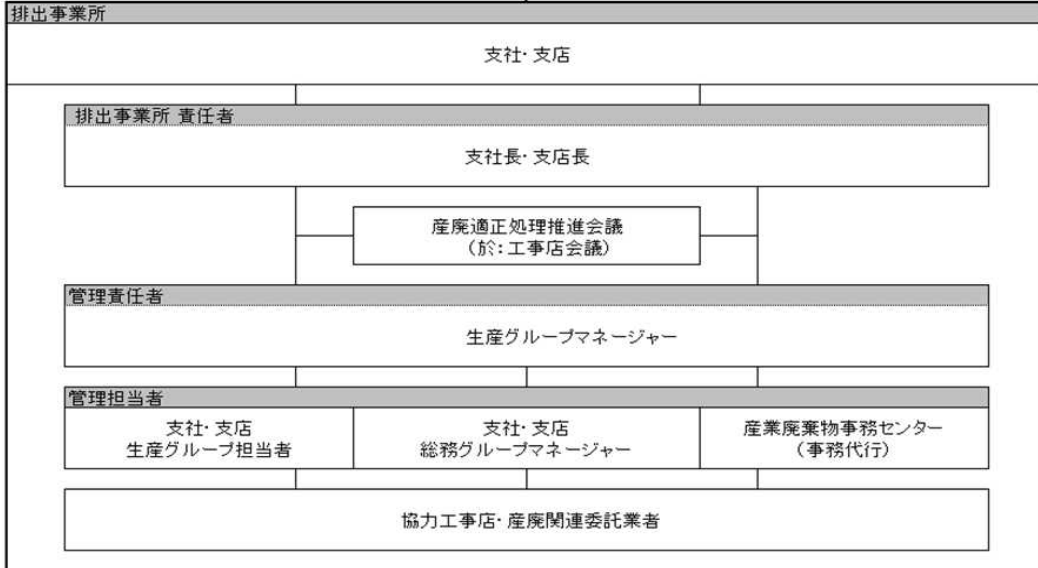 排出事業所
支社・支店
排出事業所 責任者
支社長・支店長
産廃適正処理推進会議
（於：工事店会議）
管理責任者
生産グループマネージャー
管理担当者
支社・支店
生産グループ担当者
支社・支店
総務グループマネージャー
産業廃棄物事務センター
（事務代行）
協力工事店・産廃関連委託業者